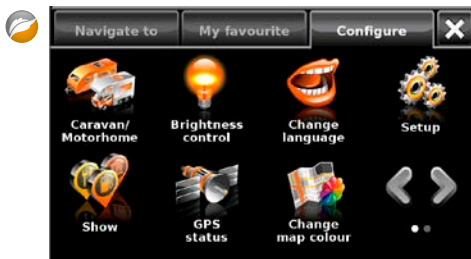 Navigate to My favourite Configure
Caravan/ Brightness Change Setup
Motorhome control language
Show GPS Change
status map colour